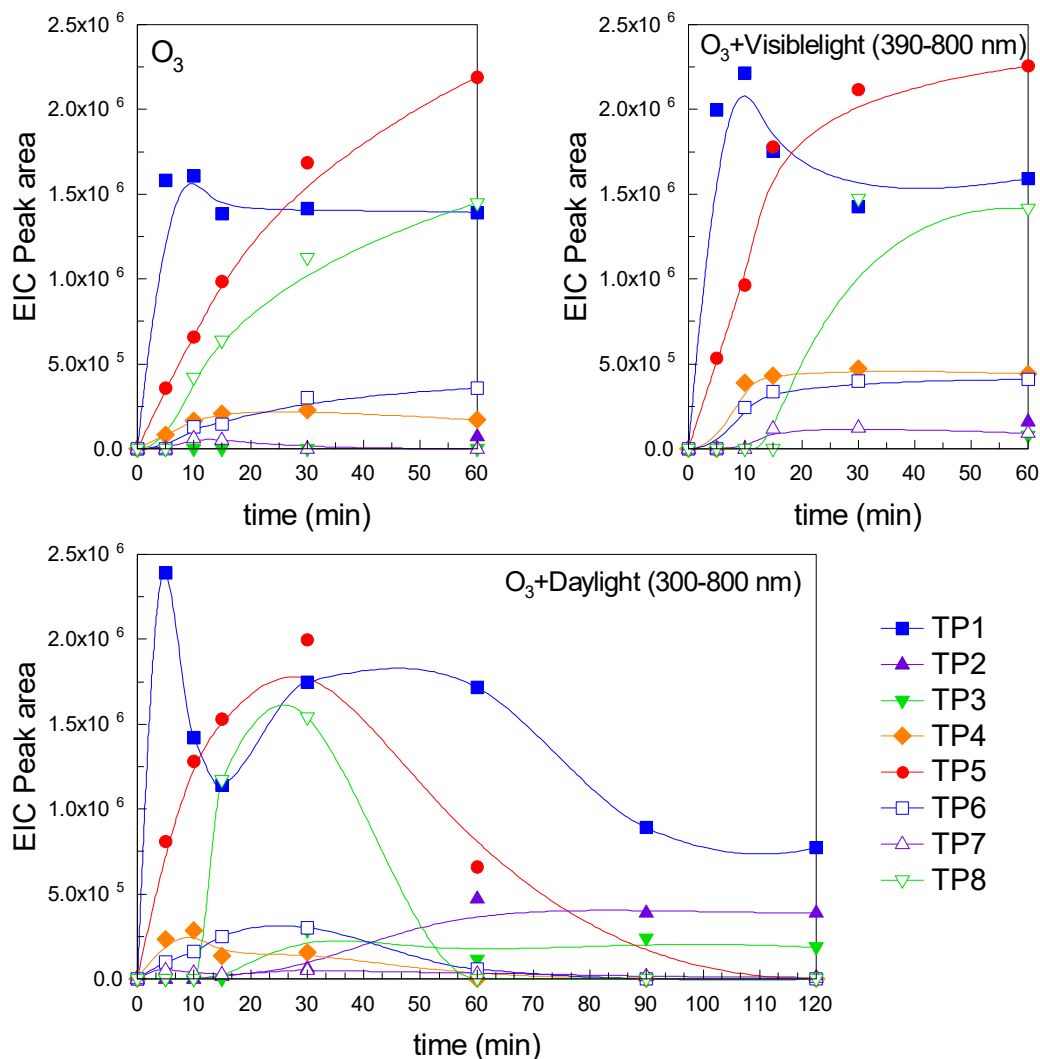 O3
O3+Visiblelight (390-800 nm)
EIC Peak area
2.5x10 6
2.0x10 6
1.5x10 6
1.0x10 6
5.0x10 5
0.0
0 10 20 30 40 50 60
time (min)
EIC Peak area
2.5x10 6
2.0x10 6
1.5x10 6
1.0x10 6
5.0x10 5
0.0
0 10 20 30 40 50 60
time (min)
O3+Daylight (300-800 nm)
EIC Peak area
2.5x10 6
2.0x10 6
1.5x10 6
1.0x10 6
5.0x10 5
0.0
0 10 20 30 40 50 60 70 80 90 100 110 120
time (min)
TP1
TP2
TP3
TP4
TP5
TP6
TP7
TP8